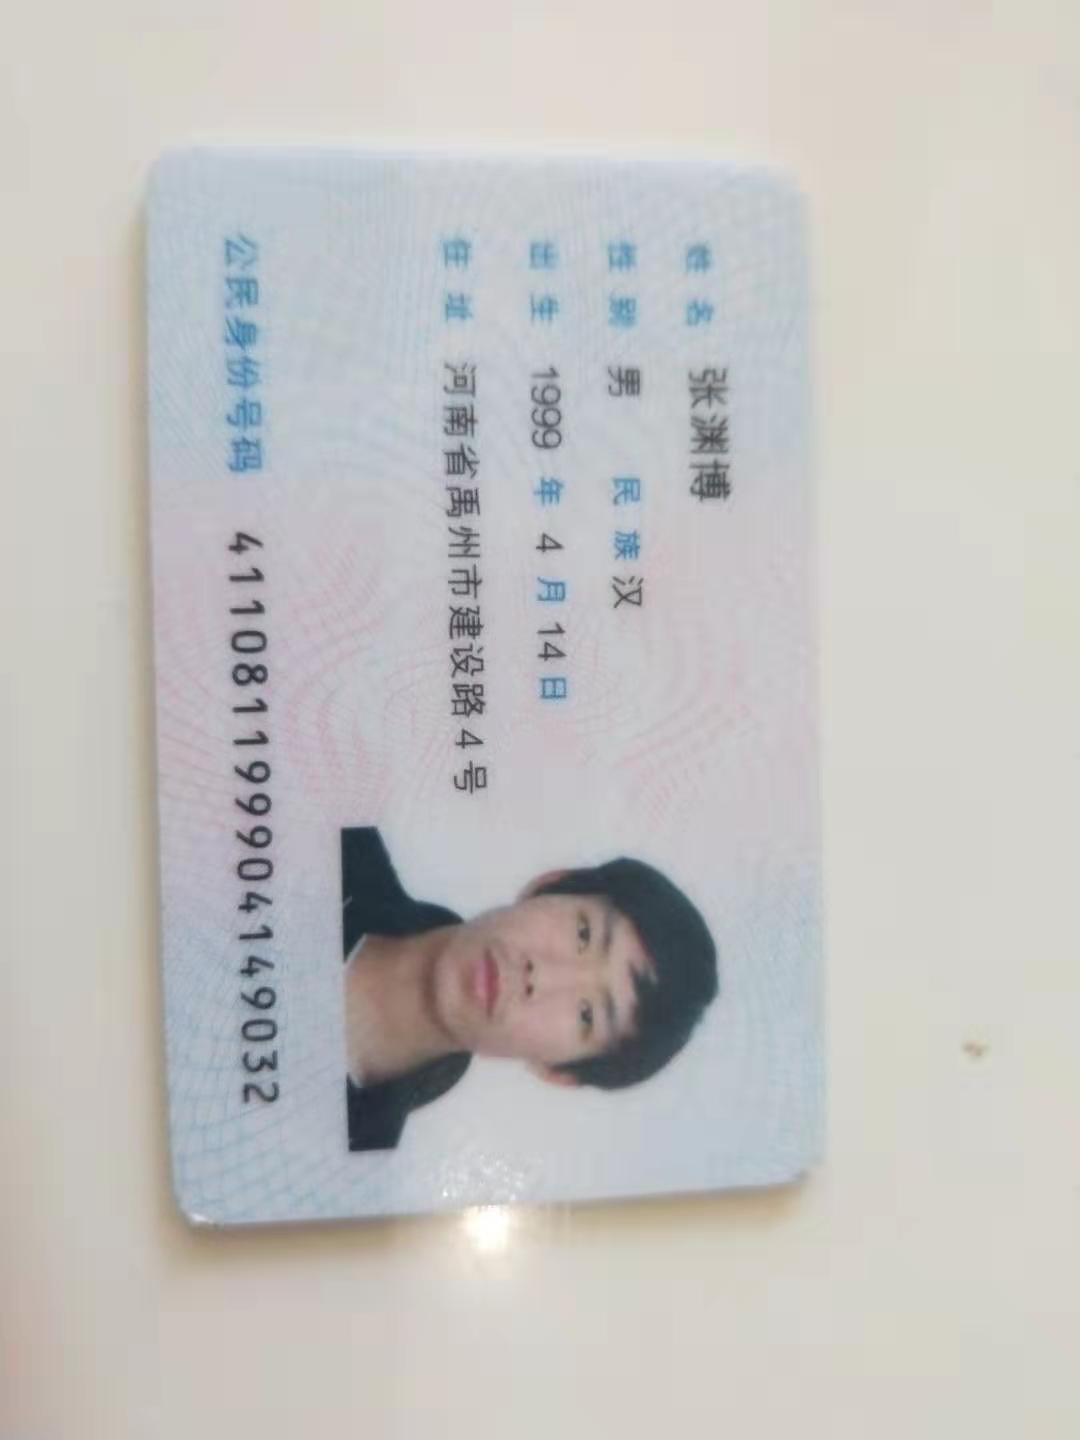 姓名 张渊博
性别 男 民族 汉
出生 1999 年 4 月 14 日
住址 河南省禹州市建设路4号
公民身份号码 411081199904149032